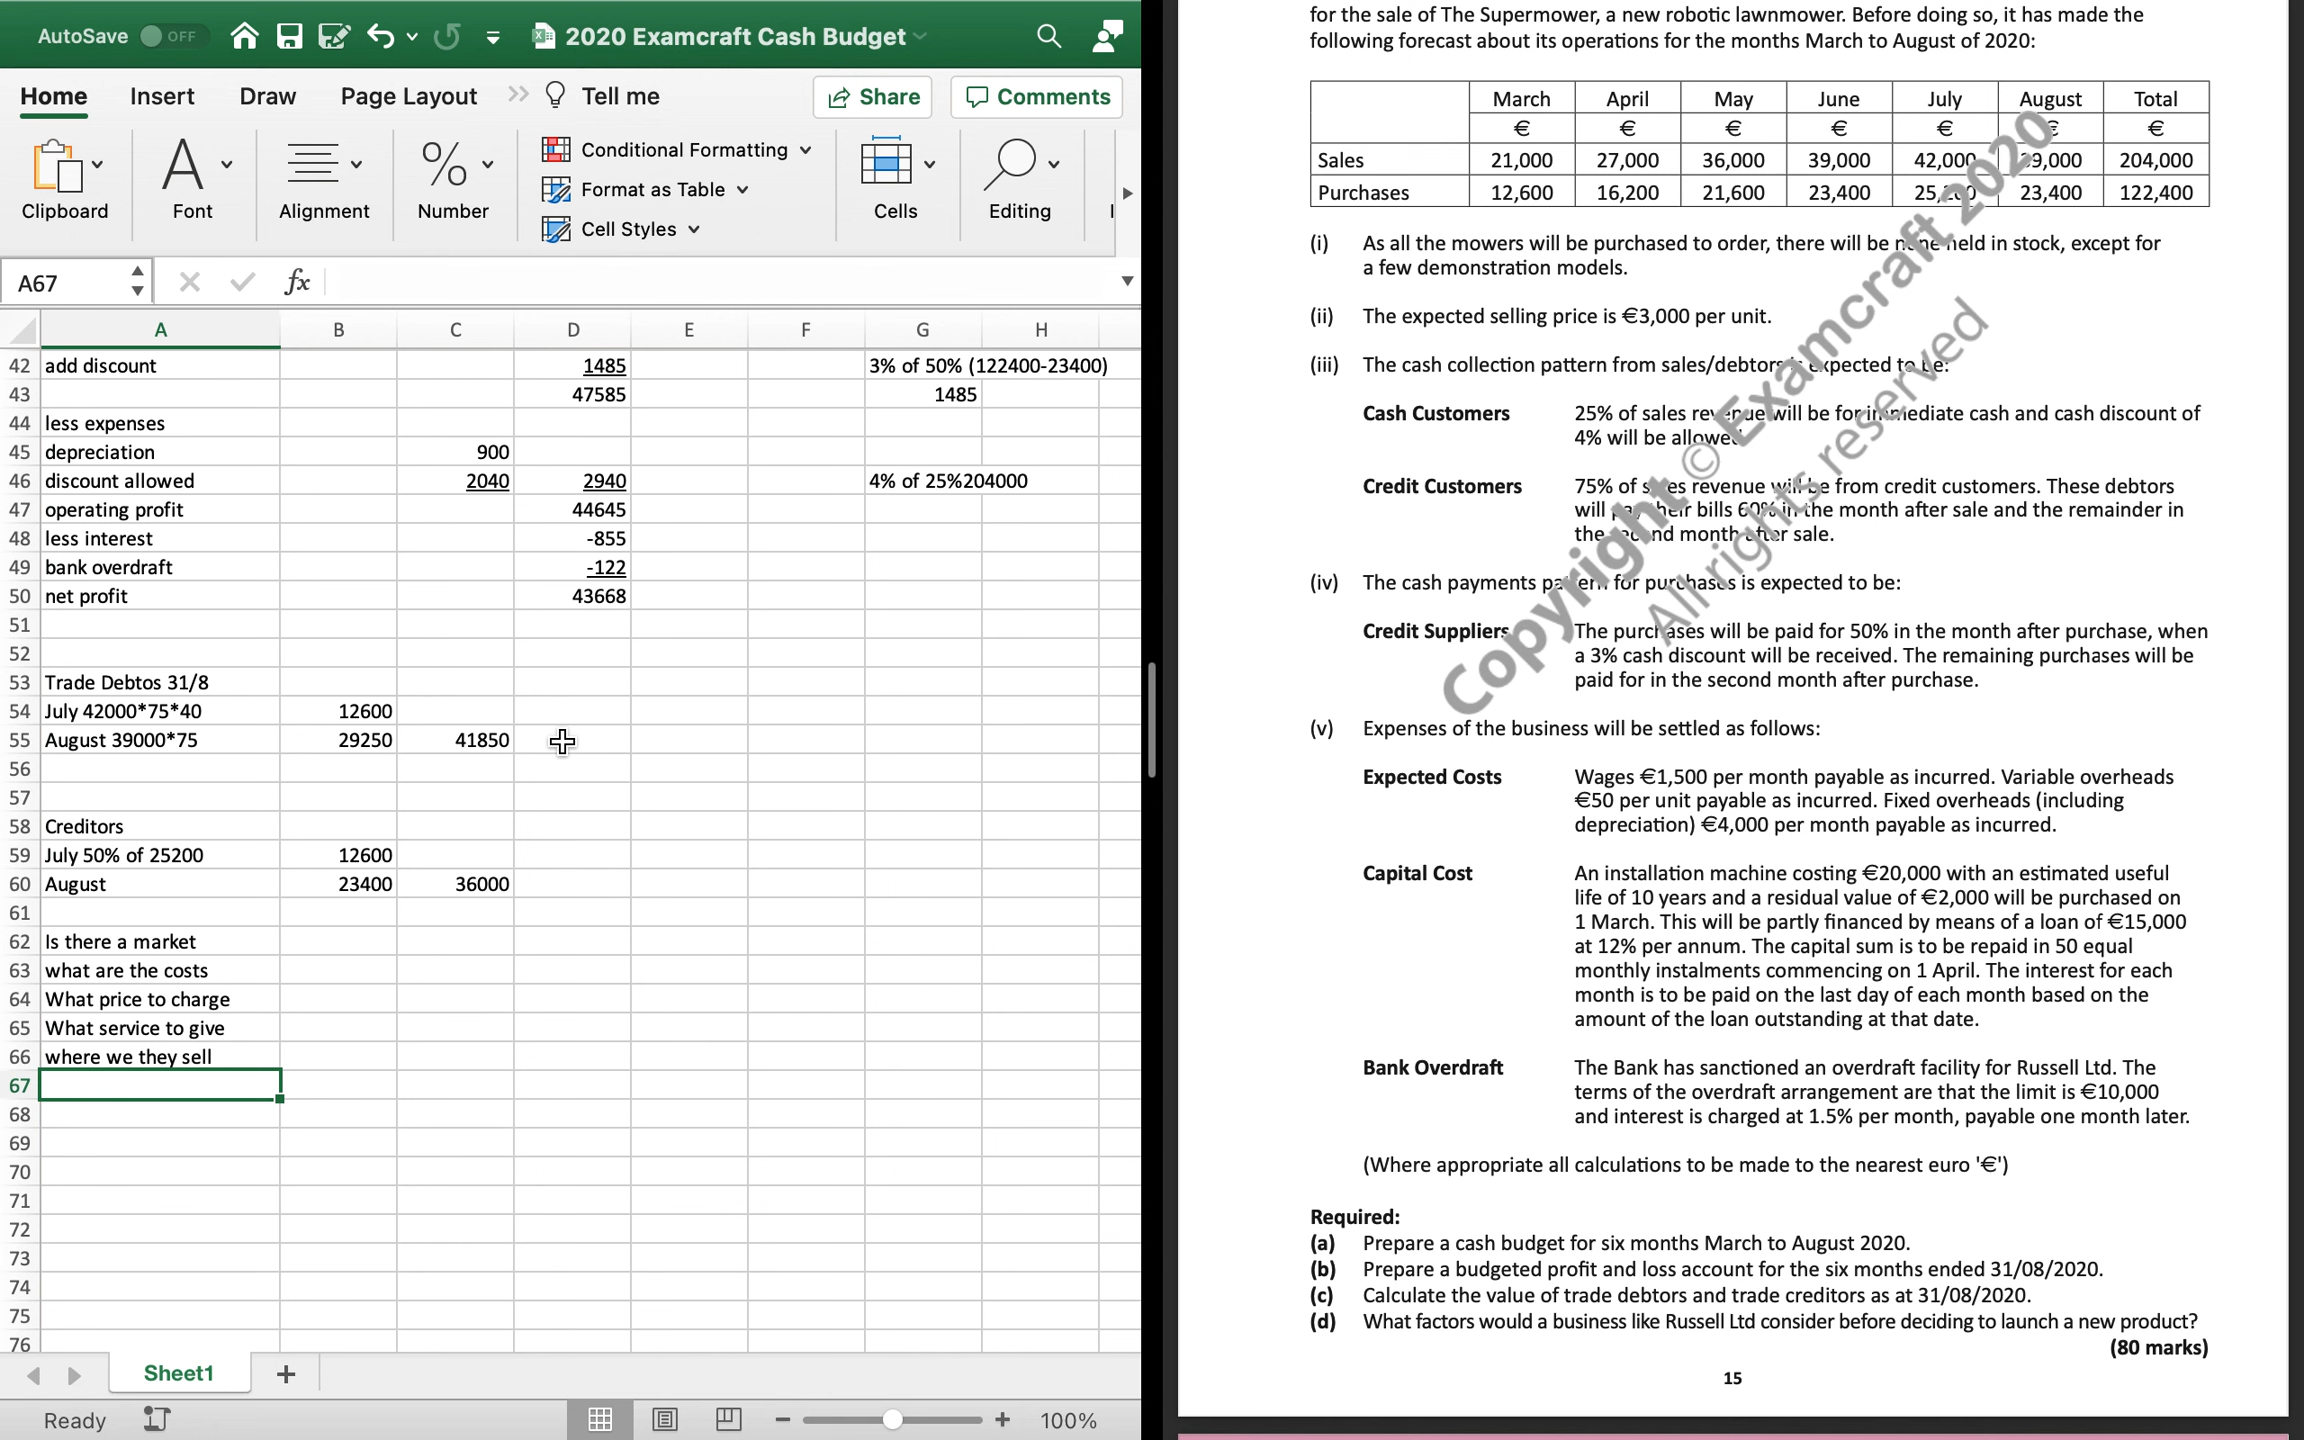 AutoSave OFF 2020 Examcraft Cash Budget
Home Insert Draw Page Layout Tell me Share Comments
Clipboard Font Alignment Number Conditional Formatting Format as Table Cell Styles Cells Editing
A67 fx
A B C D E F G H
42 add discount 1485 3% of 50% (122400-23400)
43 47585 1485
44 less expenses
45 depreciation 900
46 discount allowed 2040 2940 4% of 25%204000
47 operating profit 44645
48 less interest -855
49 bank overdraft -122
50 net profit 43668
51
52
53 Trade Debtos 31/8
54 July 42000*75*40 12600
55 August 39000*75 29250 41850
56
57
58 Creditors
59 July 50% of 25200 12600
60 August 23400 36000
61
62 Is there a market
63 what are the costs
64 What price to charge
65 What service to give
66 where we they sell
67
68
69
70
71
72
73
74
75
76
Sheet1 +
Ready 100%
for the sale of The Supermower, a new robotic lawnmower. Before doing so, it has made the
following forecast about its operations for the months March to August of 2020:
March April May June July August Total
€ € € € € € €
Sales 21,000 27,000 36,000 39,000 42,000 39,000 204,000
Purchases 12,600 16,200 21,600 23,400 25,200 23,400 122,400
(i) As all the mowers will be purchased to order, there will be none held in stock, except for
a few demonstration models.
(ii) The expected selling price is €3,000 per unit.
(iii) The cash collection pattern from sales/debtors is expected to be:
Cash Customers 25% of sales revenue will be for immediate cash and cash discount of
4% will be allowed.
Credit Customers 75% of sales revenue will be from credit customers. These debtors
will pay their bills 60% in the month after sale and the remainder in
the second month after sale.
(iv) The cash payments pattern for purchases is expected to be:
Credit Suppliers The purchases will be paid for 50% in the month after purchase, when
a 3% cash discount will be received. The remaining purchases will be
paid for in the second month after purchase.
(v) Expenses of the business will be settled as follows:
Expected Costs Wages €1,500 per month payable as incurred. Variable overheads
€50 per unit payable as incurred. Fixed overheads (including
depreciation) €4,000 per month payable as incurred.
Capital Cost An installation machine costing €20,000 with an estimated useful
life of 10 years and a residual value of €2,000 will be purchased on
1 March. This will be partly financed by means of a loan of €15,000
at 12% per annum. The capital sum is to be repaid in 50 equal
monthly instalments commencing on 1 April. The interest for each
month is to be paid on the last day of each month based on the
amount of the loan outstanding at that date.
Bank Overdraft The Bank has sanctioned an overdraft facility for Russell Ltd. The
terms of the overdraft arrangement are that the limit is €10,000
and interest is charged at 1.5% per month, payable one month later.
(Where appropriate all calculations to be made to the nearest euro '€')
Required:
(a) Prepare a cash budget for six months March to August 2020.
(b) Prepare a budgeted profit and loss account for the six months ended 31/08/2020.
(c) Calculate the value of trade debtors and trade creditors as at 31/08/2020.
(d) What factors would a business like Russell Ltd consider before deciding to launch a new product?
(80 marks)
15
Copyright © Examcraft 2020
All rights reserved